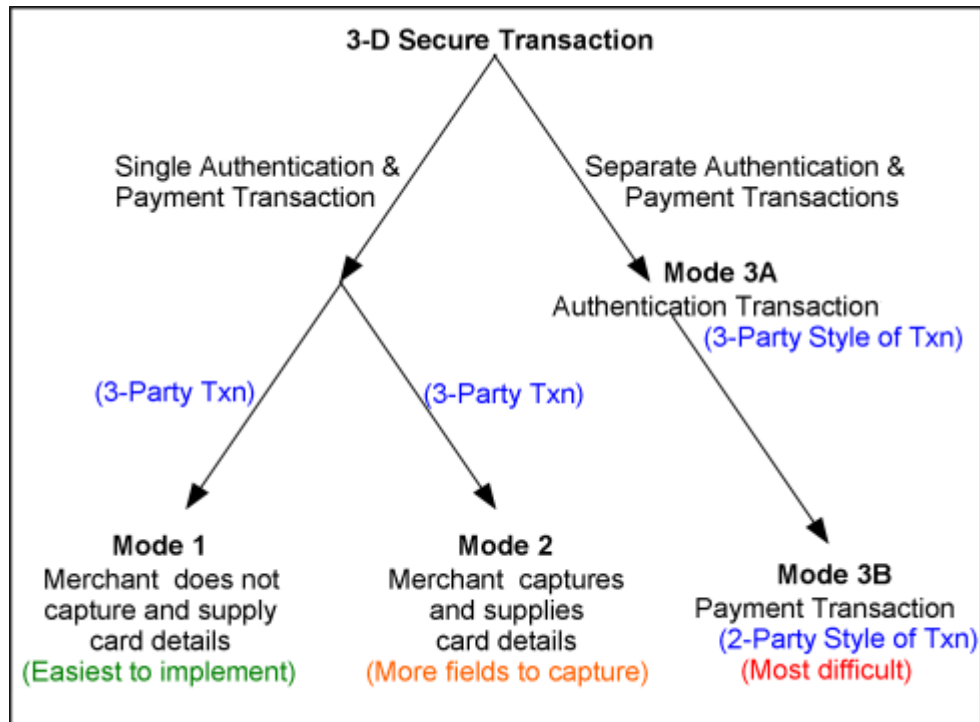 3-D Secure Transaction
Single Authentication &
Payment Transaction
Separate Authentication &
Payment Transactions
Mode 3A
Authentication Transaction
(3-Party Style of Txn)
(3-Party Txn)
(3-Party Txn)
Mode 1
Merchant does not
capture and supply
card details
(Easiest to implement)
Mode 2
Merchant captures
and supplies
card details
(More fields to capture)
Mode 3B
Payment Transaction
(2-Party Style of Txn)
(Most difficult)